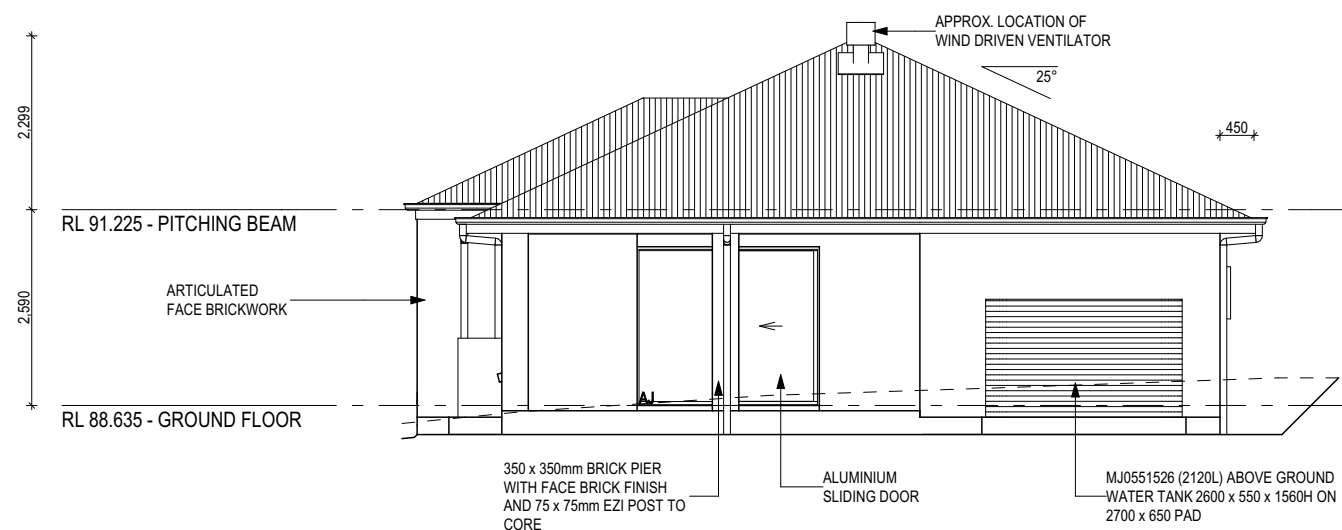 APPROX. LOCATION OF
WIND DRIVEN VENTILATOR
25°
2,299
450
RL 91.225 - PITCHING BEAM
ARTICULATED
FACE BRICKWORK
2,590
AJ
RL 88.635 - GROUND FLOOR
350 x 350mm BRICK PIER
WITH FACE BRICK FINISH
AND 75 x 75mm EZI POST TO
CORE
ALUMINIUM
SLIDING DOOR
MJ0551526 (2120L) ABOVE GROUND
WATER TANK 2600 x 550 x 1560H ON
2700 x 650 PAD